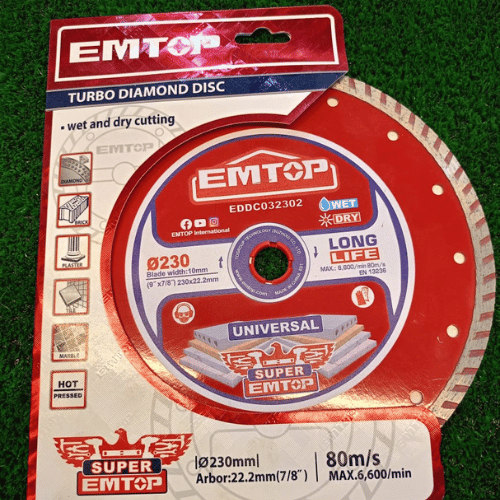 EMTOP
TURBO DIAMOND DISC
• wet and dry cutting
EMTOP
DIAMOND
BRICK
PLASTER
MARBLE
HOT
PRESSED
EMTOP
EDDC032302
EMTOP International
WET
DRY
Ø230
Blade width:10mm
(9" x7/8") 230x22.2mm
LONG
LIFE
MAX.: 6,600/min 80m/s
EN 13236
UNIVERSAL
SUPER
EMTOP
SUPER
EMTOP
|Ø230mm|
Arbor:22.2mm(7/8")
80m/s
MAX.6,600/min